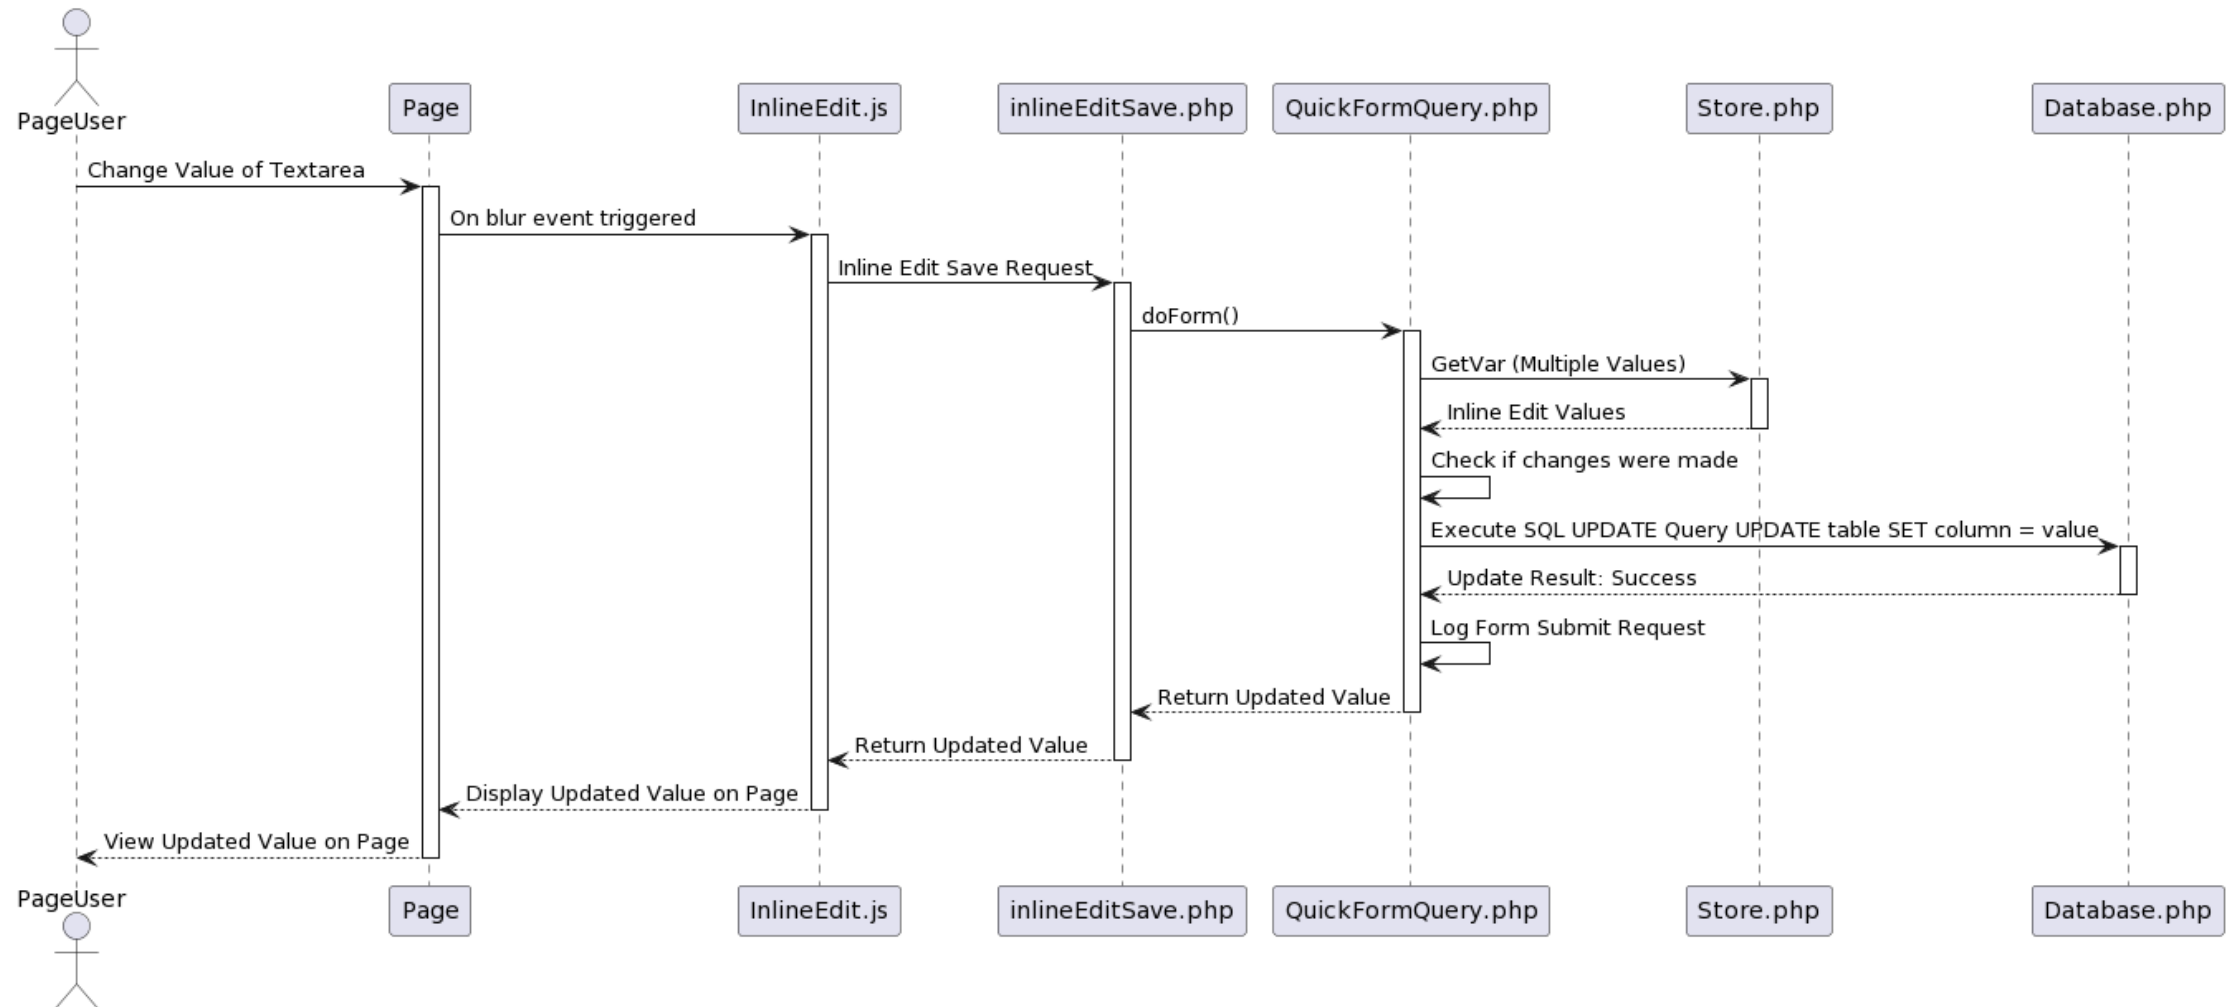 PageUser
Page
InlineEdit.js
inlineEditSave.php
QuickFormQuery.php
Store.php
Database.php
Change Value of Textarea
On blur event triggered
Inline Edit Save Request
doForm()
GetVar (Multiple Values)
Inline Edit Values
Check if changes were made
Execute SQL UPDATE Query UPDATE table SET column = value
Update Result: Success
Log Form Submit Request
Return Updated Value
Return Updated Value
Display Updated Value on Page
View Updated Value on Page
PageUser
Page
InlineEdit.js
inlineEditSave.php
QuickFormQuery.php
Store.php
Database.php